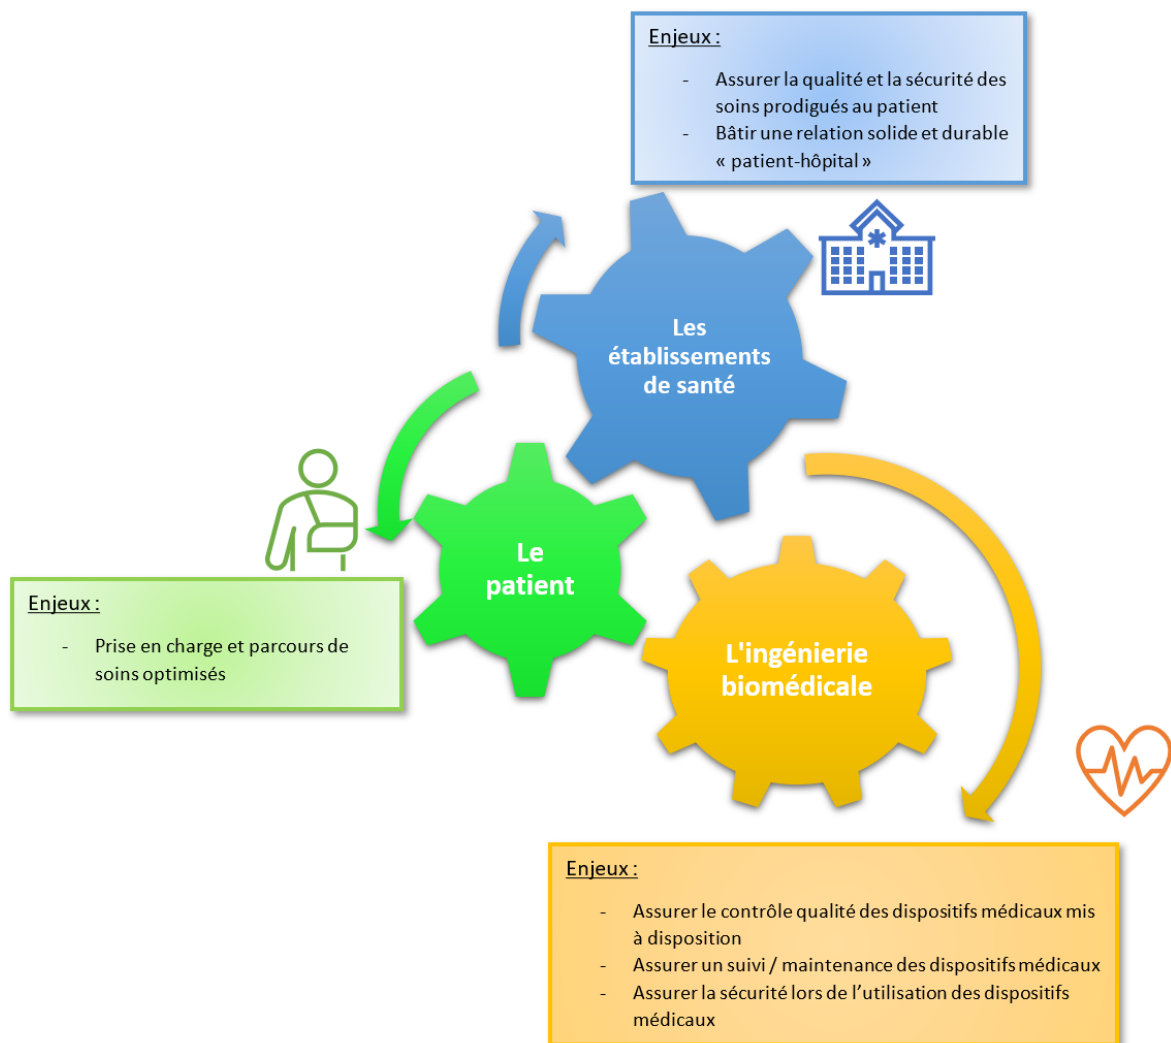 Enjeux :
- Assurer la qualité et la sécurité des
soins prodigués au patient
- Bâtir une relation solide et durable
« patient-hôpital »
Les
établissements
de santé
Le
patient
Enjeux :
- Prise en charge et parcours de
soins optimisés
L'ingénierie
biomédicale
Enjeux :
- Assurer le contrôle qualité des dispositifs médicaux mis
à disposition
- Assurer un suivi / maintenance des dispositifs médicaux
- Assurer la sécurité lors de l’utilisation des dispositifs
médicaux